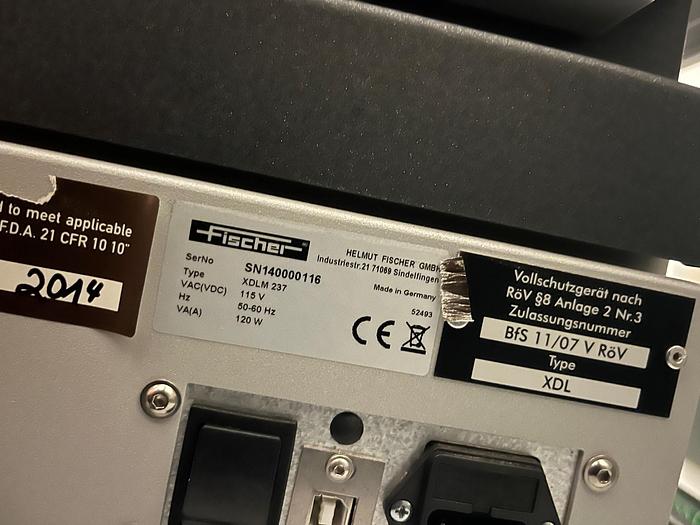 d to meet applicable
F.D.A. 21 CFR 10 10"
2014
Fischer
HELMUT FISCHER GMBH
Industriestr.21 71069 Sindelfingen
SerNo SN140000116
Type XDLM 237
VAC(VDC) 115 V
Hz 50-60 Hz
VA(A) 120 W
Made in Germany
52493
CE
Vollschutzgerät nach
RöV §8 Anlage 2 Nr.3
Zulassungsnummer
BfS 11/07 V RöV
Type
XDL